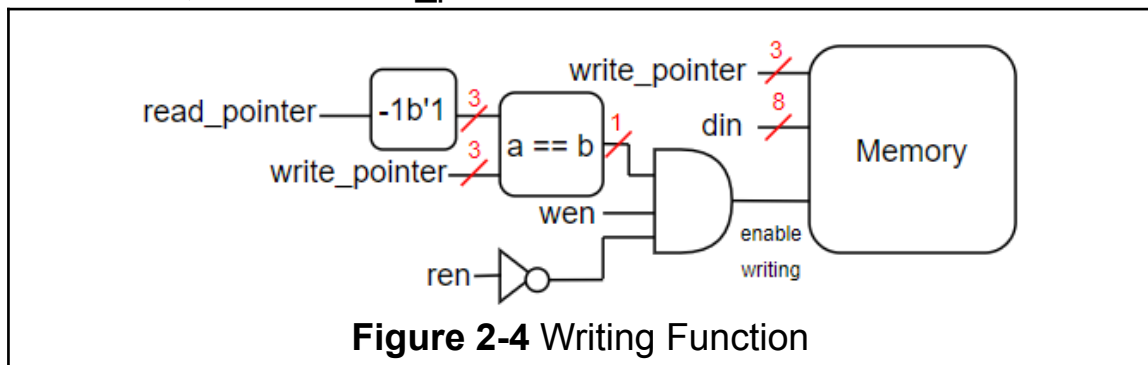 write_pointer 3
read_pointer -1b'1 3
din 8
a == b 1
Memory
write_pointer 3
wen
enable
writing
ren
Figure 2-4 Writing Function